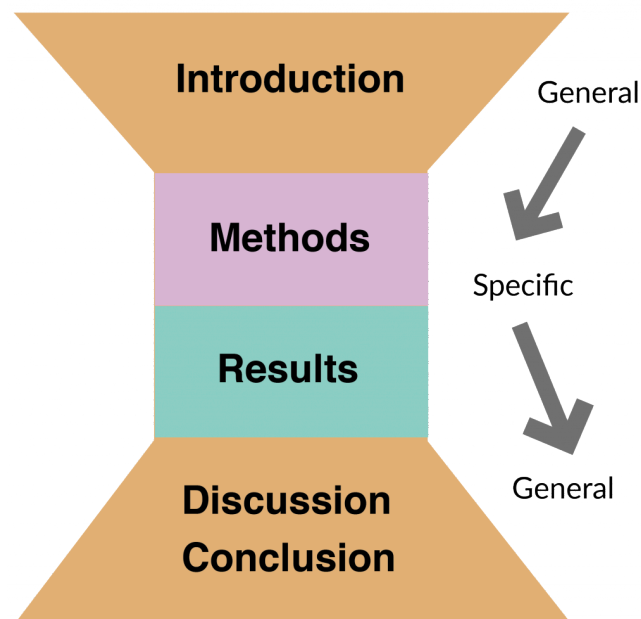 Introduction
General
Methods
Specific
Results
General
Discussion
Conclusion